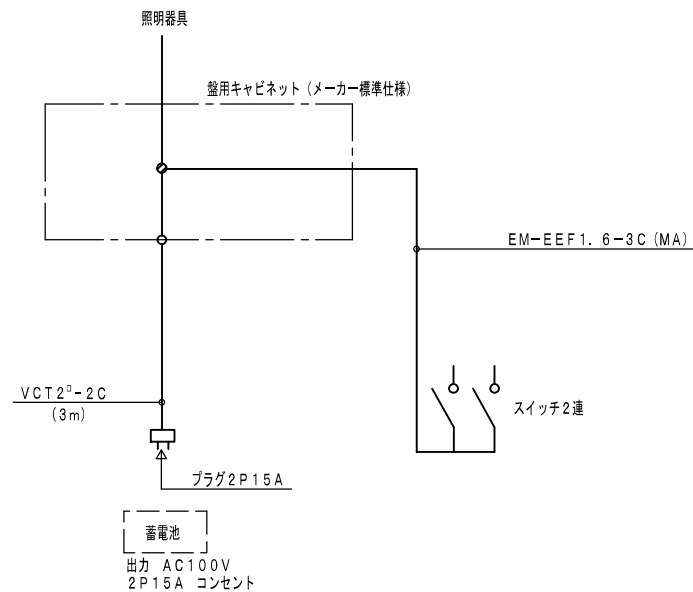 照明器具
盤用キャビネット（メーカー標準仕様）
EM－EEF1．6－3C（MA）
VCT2□－2C
（3m）
スイッチ2連
プラグ2P15A
蓄電池
出力 AC100V
2P15A コンセント